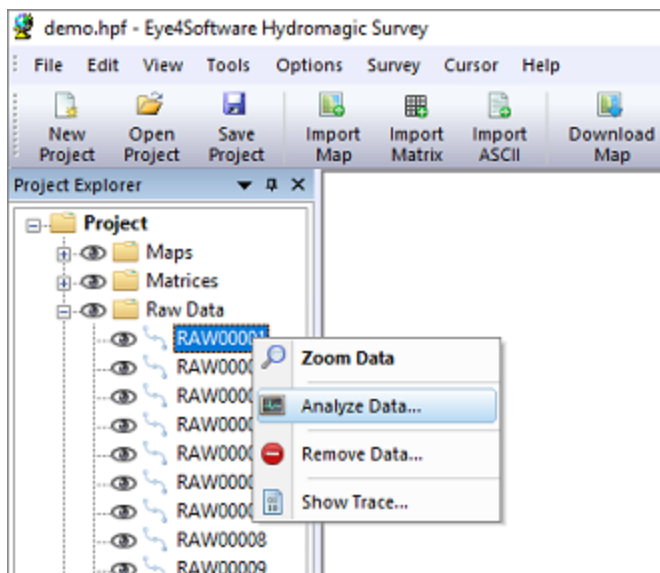 demo.hpf - Eye4Software Hydromagic Survey
File Edit View Tools Options Survey Cursor Help
New Project Open Project Save Project Import Map Import Matrix Import ASCII Download Map
Project Explorer
Project
Maps
Matrices
Raw Data
RAW00001
Zoom Data
Analyze Data...
Remove Data...
Show Trace...
RAW00008
RAW00009